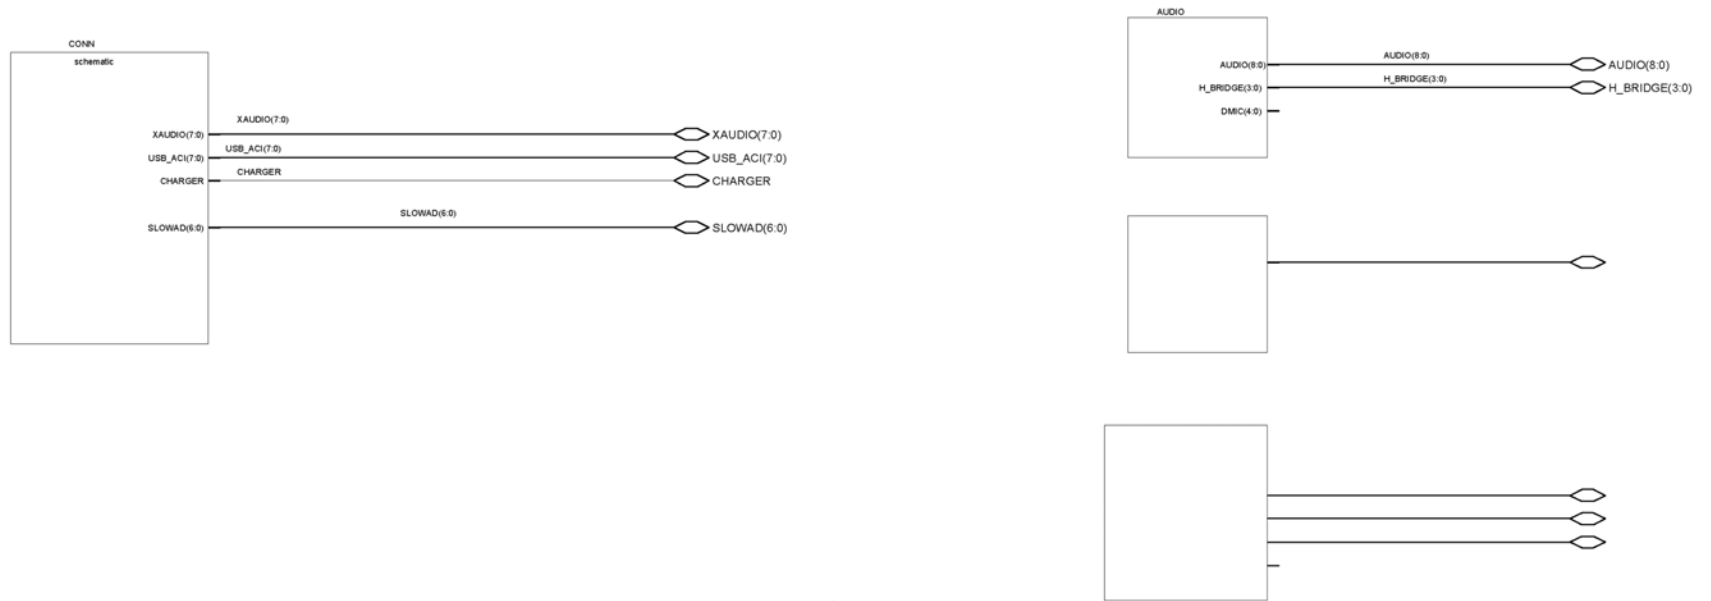 CONN
schematic
XAUDIO(7:0)
XAUDIO(7:0)
XAUDIO(7:0)
USB_ACI(7:0)
USB_ACI(7:0)
USB_ACI(7:0)
CHARGER
CHARGER
CHARGER
SLOWAD(6:0)
SLOWAD(6:0)
SLOWAD(6:0)
AUDIO
AUDIO(8:0)
AUDIO(8:0)
AUDIO(8:0)
H_BRIDGE(3:0)
H_BRIDGE(3:0)
H_BRIDGE(3:0)
DMIC(4:0)